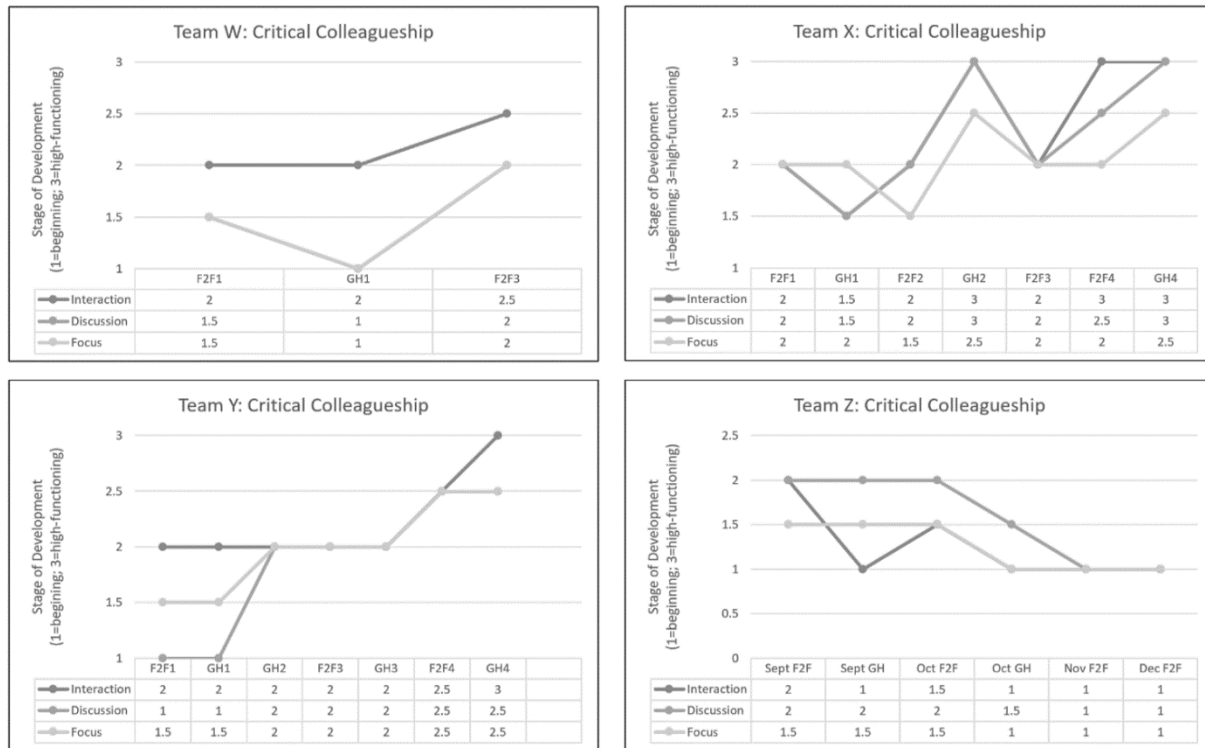 Team W: Critical Colleagueship
Stage of Development
(1=beginning; 3=high-functioning)
3
2.5
2
1.5
1
F2F1 GH1 F2F3
Interaction 2 2 2.5
Discussion 1.5 1 2
Focus 1.5 1 2
Team X: Critical Colleagueship
Stage of Development
(1=beginning; 3=high-functioning)
3
2.5
2
1.5
1
F2F1 GH1 F2F2 GH2 F2F3 F2F4 GH4
Interaction 2 1.5 2 3 2 3 3
Discussion 2 1.5 2 3 2 2.5 3
Focus 2 2 1.5 2.5 2 2 2.5
Team Y: Critical Colleagueship
Stage of Development
(1=begining; 3=high-functioning)
3
2.5
2
1.5
1
F2F1 GH1 GH2 F2F3 GH3 F2F4 GH4
Interaction 2 2 2 2 2 2.5 3
Discussion 1 1 2 2 2 2.5 2.5
Focus 1.5 1.5 2 2 2 2.5 2.5
Team Z: Critical Colleagueship
Stage of Development
(1=beginning; 3=high-functioning)
2.5
2
1.5
1
0.5
0
Sept F2F Sept GH Oct F2F Oct GH Nov F2F Dec F2F
Interaction 2 1 1.5 1 1 1
Discussion 2 2 2 1.5 1 1
Focus 1.5 1.5 1.5 1 1 1